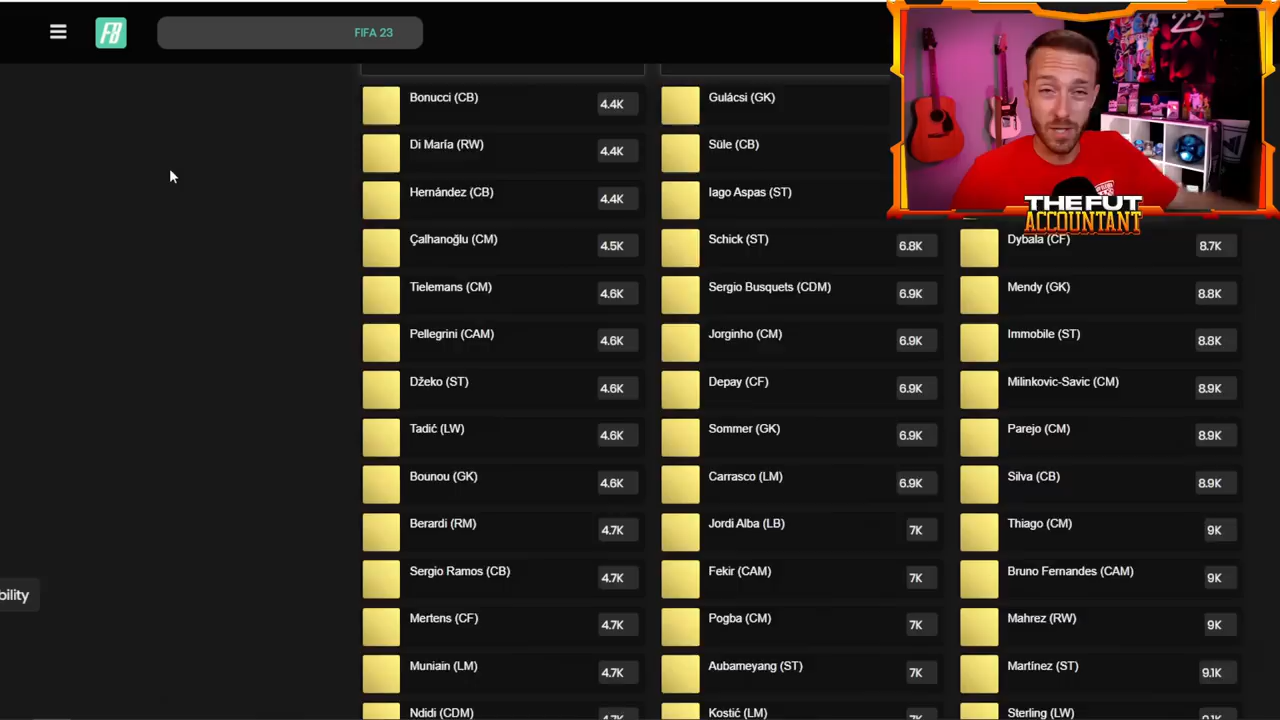 FB
FIFA 23
THE FUT
ACCOUNTANT
Bonucci (CB) 4.4K
Di María (RW) 4.4K
Hernández (CB) 4.4K
Çalhanoğlu (CM) 4.5K
Tielemans (CM) 4.6K
Pellegrini (CAM) 4.6K
Džeko (ST) 4.6K
Tadić (LW) 4.6K
Bounou (GK) 4.6K
Berardi (RM) 4.7K
Sergio Ramos (CB) 4.7K
Mertens (CF) 4.7K
Muniain (LM) 4.7K
Ndidi (CDM) 4.7K
Gulácsi (GK)
Süle (CB)
Iago Aspas (ST)
Schick (ST) 6.8K
Sergio Busquets (CDM) 6.9K
Jorginho (CM) 6.9K
Depay (CF) 6.9K
Sommer (GK) 6.9K
Carrasco (LM) 6.9K
Jordi Alba (LB) 7K
Fekir (CAM) 7K
Pogba (CM) 7K
Aubameyang (ST) 7K
Kostić (LM) 7K
Dybala (CF) 8.7K
Mendy (GK) 8.8K
Immobile (ST) 8.8K
Milinkovic-Savic (CM) 8.9K
Parejo (CM) 8.9K
Silva (CB) 8.9K
Thiago (CM) 9K
Bruno Fernandes (CAM) 9K
Mahrez (RW) 9K
Martínez (ST) 9.1K
Sterling (LW) 9.1K
bility